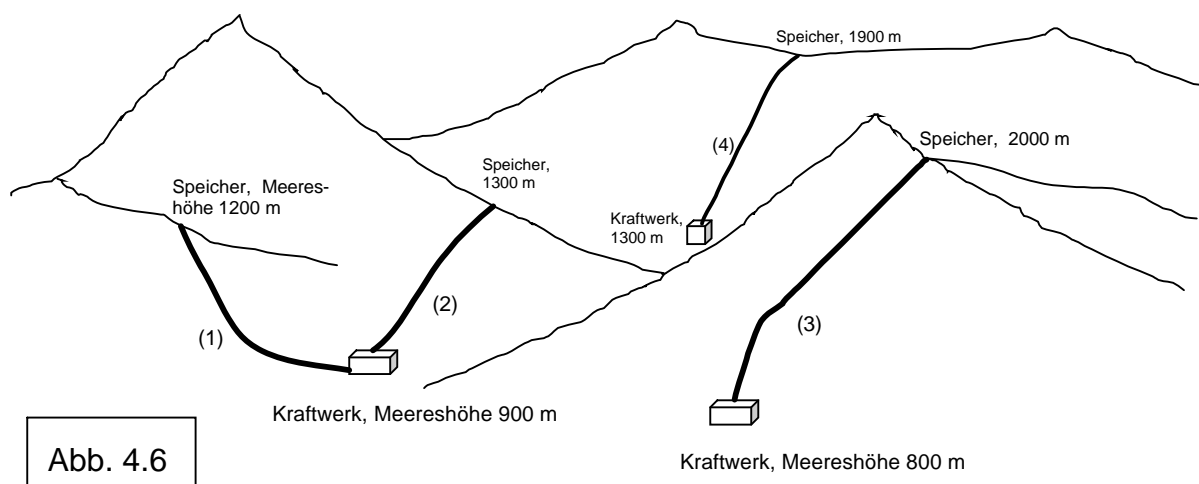 Speicher, 1900 m
(4)
Speicher, 2000 m
Speicher,
1300 m
Speicher, Meeres-
höhe 1200 m
Kraftwerk,
1300 m
(2)
(1)
(3)
Kraftwerk, Meereshöhe 900 m
Abb. 4.6
Kraftwerk, Meereshöhe 800 m